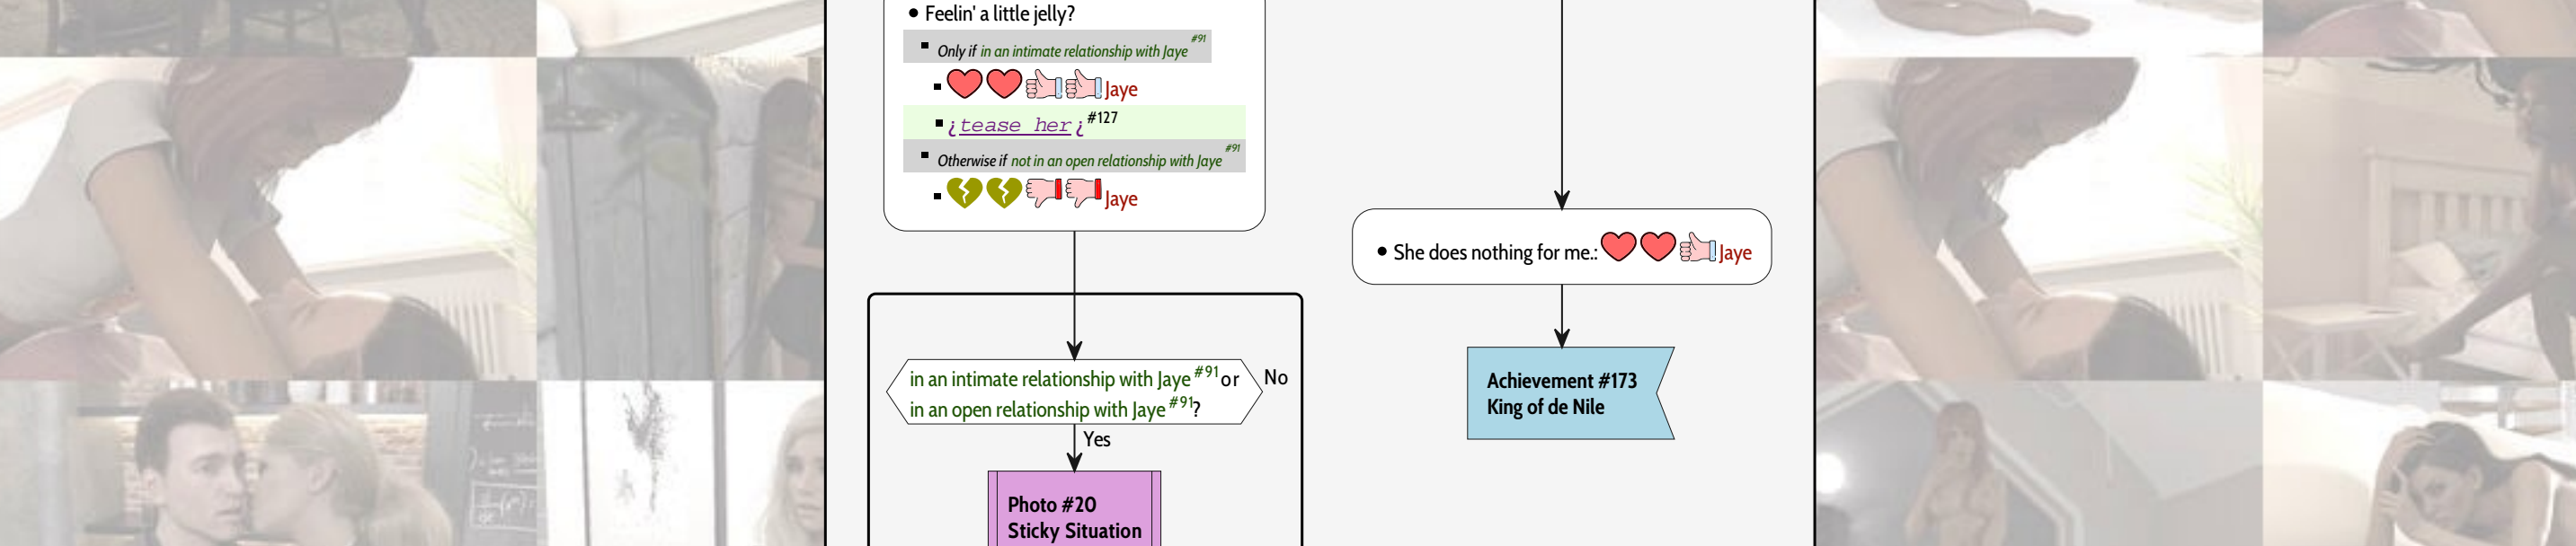 Feelin' a little jelly?
Only if in an intimate relationship with Jaye #91
Jaye
¿tease her¿ #127
Otherwise if not in an open relationship with Jaye #91
Jaye
in an intimate relationship with Jaye #91 or
in an open relationship with Jaye #91?
No
Yes
Photo #20
Sticky Situation
She does nothing for me.: Jaye
Achievement #173
King of de Nile